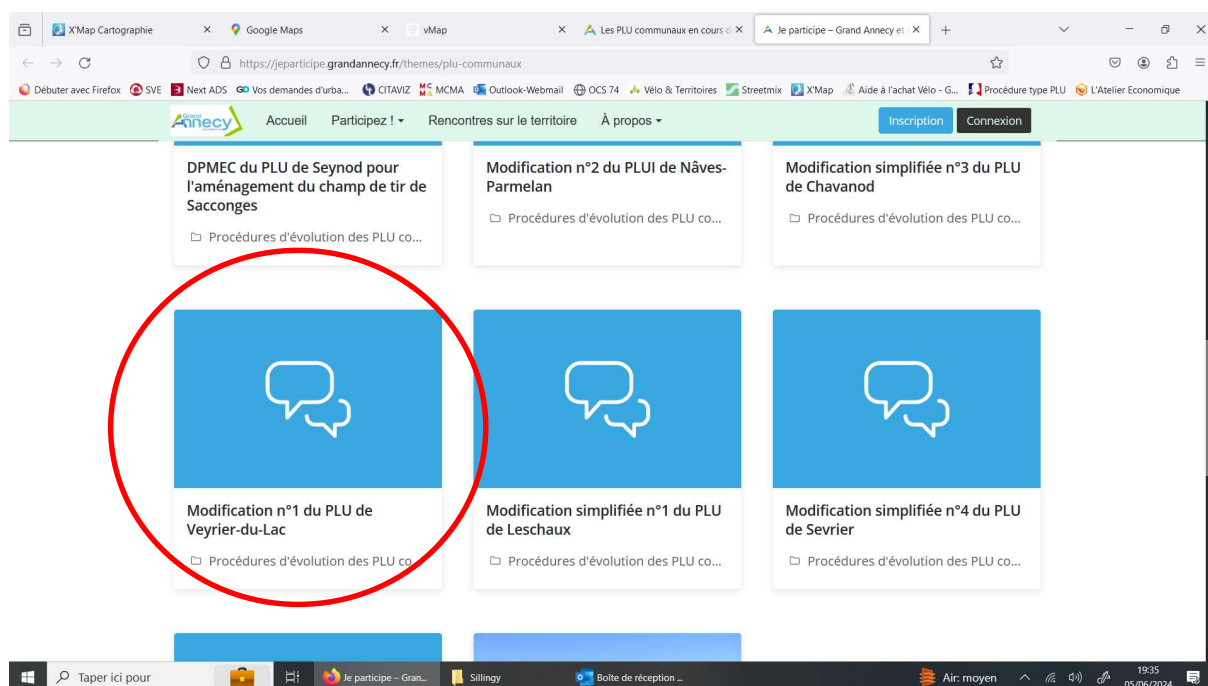 X'Map Cartographie
Google Maps
vMap
Les PLU communaux en cours d
Je participe – Grand Annecy et
https://jeparticipe.grandannecy.fr/themes/plu-communaux
Débuter avec Firefox SVE Next ADS Vos demandes d'urba... CITAVIZ MCMA Outlook-Webmail OCS 74 Vélo & Territoires Streetmix X'Map Aide à l'achat Vélo - G... Procédure type PLU L'Atelier Economique
Grand Annecy Accueil Participez ! Rencontres sur le territoire À propos Inscription Connexion
DPMEC du PLU de Seynod pour
l'aménagement du champ de tir de
Sacconges
Procédures d'évolution des PLU co...
Modification n°2 du PLUI de Nâves-
Parmelan
Procédures d'évolution des PLU co...
Modification simplifiée n°3 du PLU
de Chavanod
Procédures d'évolution des PLU co...
Modification n°1 du PLU de
Veyrier-du-Lac
Procédures d'évolution des PLU co
Modification simplifiée n°1 du PLU
de Leschaux
Procédures d'évolution des PLU co...
Modification simplifiée n°4 du PLU
de Sevrier
Procédures d'évolution des PLU co...
Taper ici pour
Je participe – Gran...
Sillingy
Boîte de réception ...
Air: moyen
19:35
05/06/2024